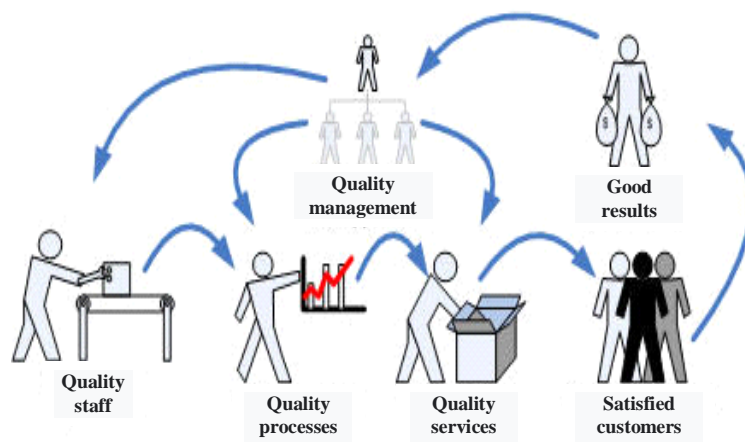 $ $
Quality
management
Good
results
Quality
staff
Quality
processes
Quality
services
Satisfied
customers